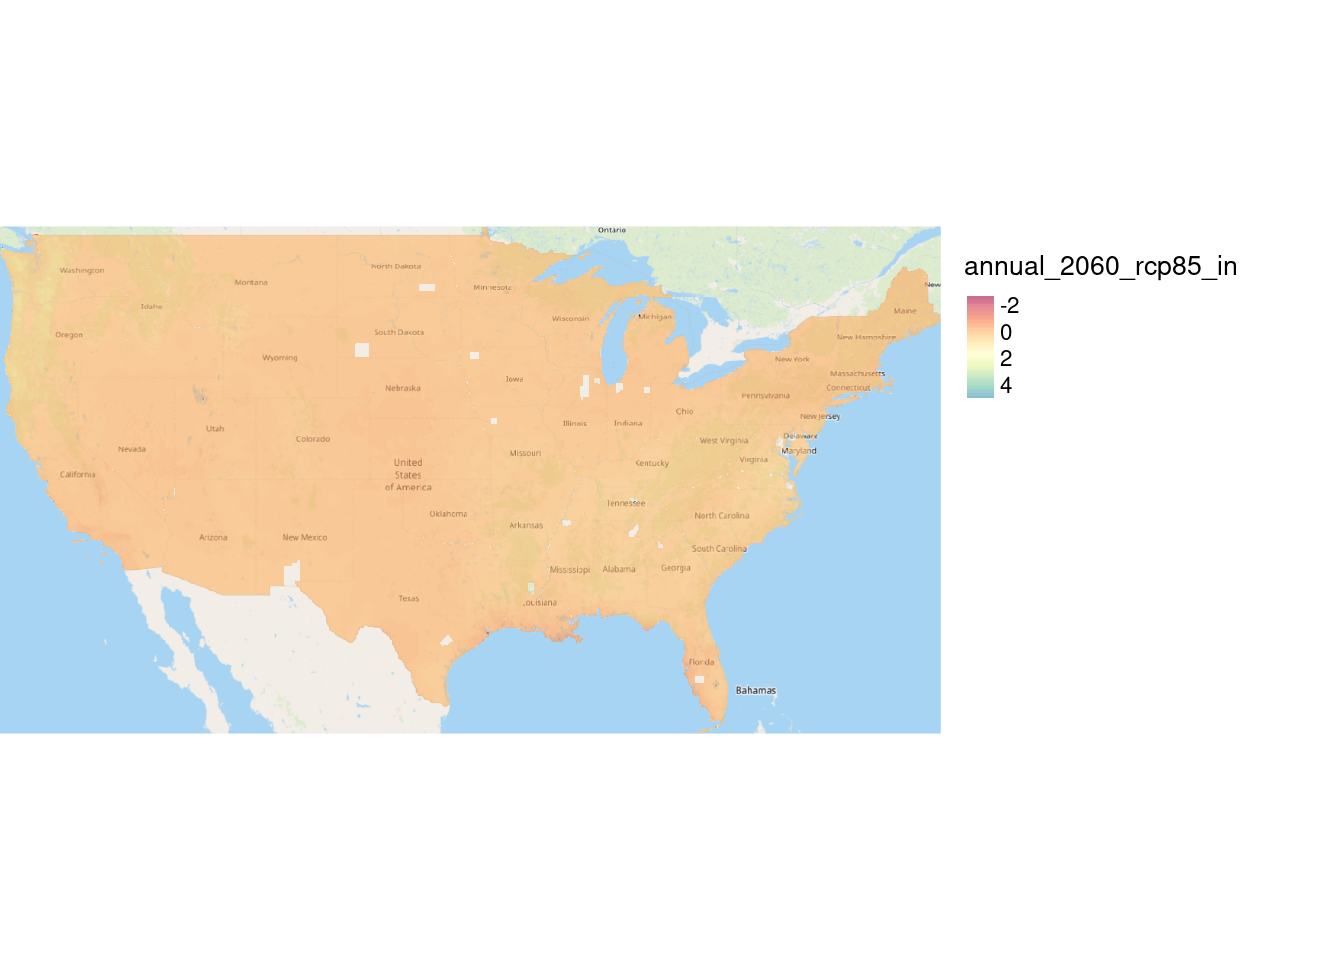 Ontario
Washington
Montana
North Dakota
Minnesota
New
Idaho
Maine
Oregon
South Dakota
Wisconsin
Michigan
New Hampshire
Wyoming
New York
Massachusetts
Nebraska
Iowa
Connecticut
Pennsylvania
Ohio
New Jersey
Utah
Illinois
Indiana
Colorado
West Virginia
Delaware
Nevada
Missouri
Maryland
California
United
States
of America
Kentucky
Virginia
Tennessee
Oklahoma
North Carolina
Arkansas
Arizona
New Mexico
South Carolina
Mississippi
Alabama
Georgia
Texas
Louisiana
Florida
Bahamas
annual_2060_rcp85_in
-2
0
2
4